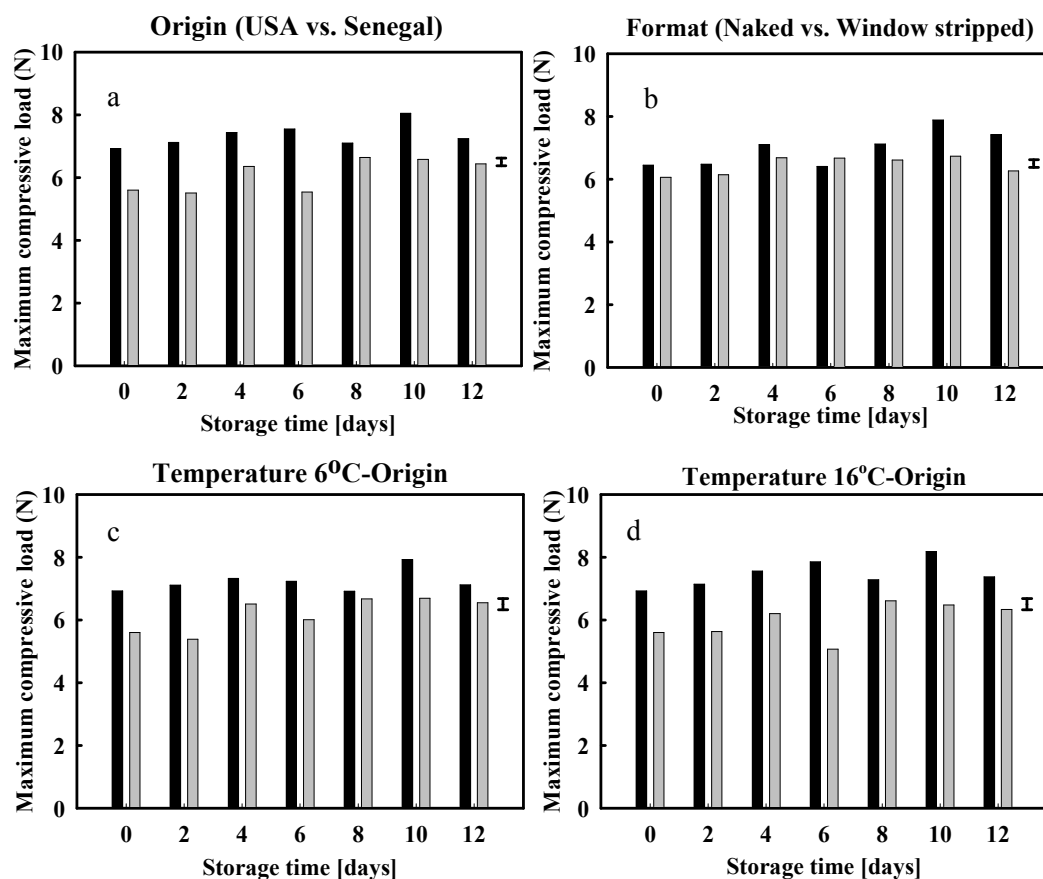 Origin (USA vs. Senegal)
Maximum compressive load (N)
10
8
6
4
2
0
a
0 2 4 6 8 10 12
Storage time [days]
Format (Naked vs. Window stripped)
Maximum compressive load (N)
10
8
6
4
2
0
b
0 2 4 6 8 10 12
Storage time [days]
Temperature 6⁰C-Origin
Maximum compressive load (N)
10
8
6
4
2
0
c
0 2 4 6 8 10 12
Storage time [days]
Temperature 16°C-Origin
Maximum compressive load (N)
10
8
6
4
2
0
d
0 2 4 6 8 10 12
Storage time [days]